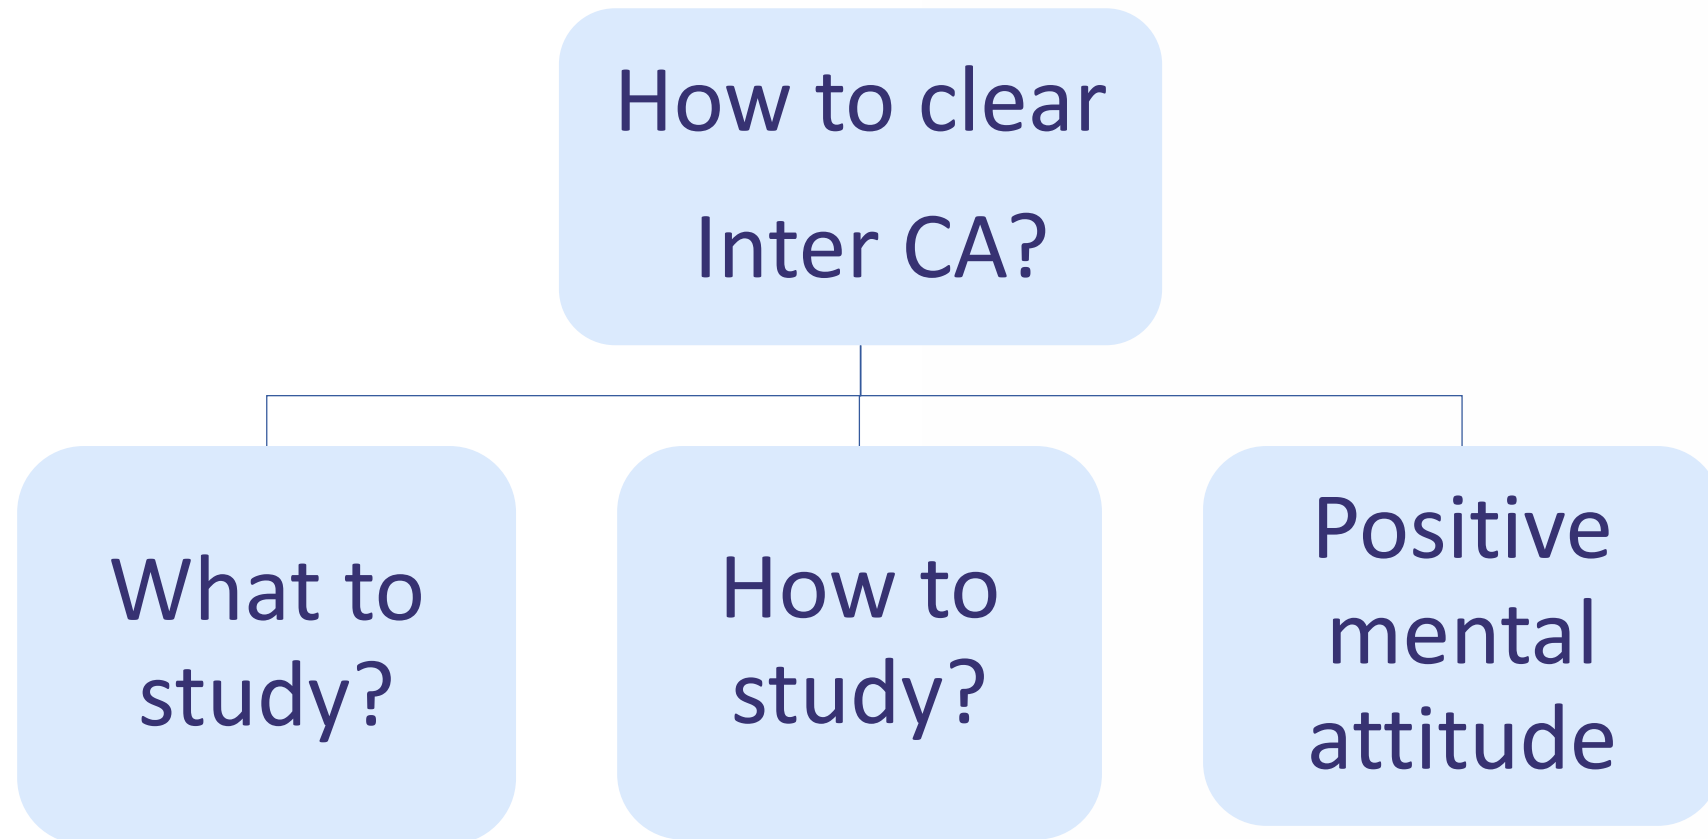 How to clear
Inter CA?
What to
study?
How to
study?
Positive
mental
attitude